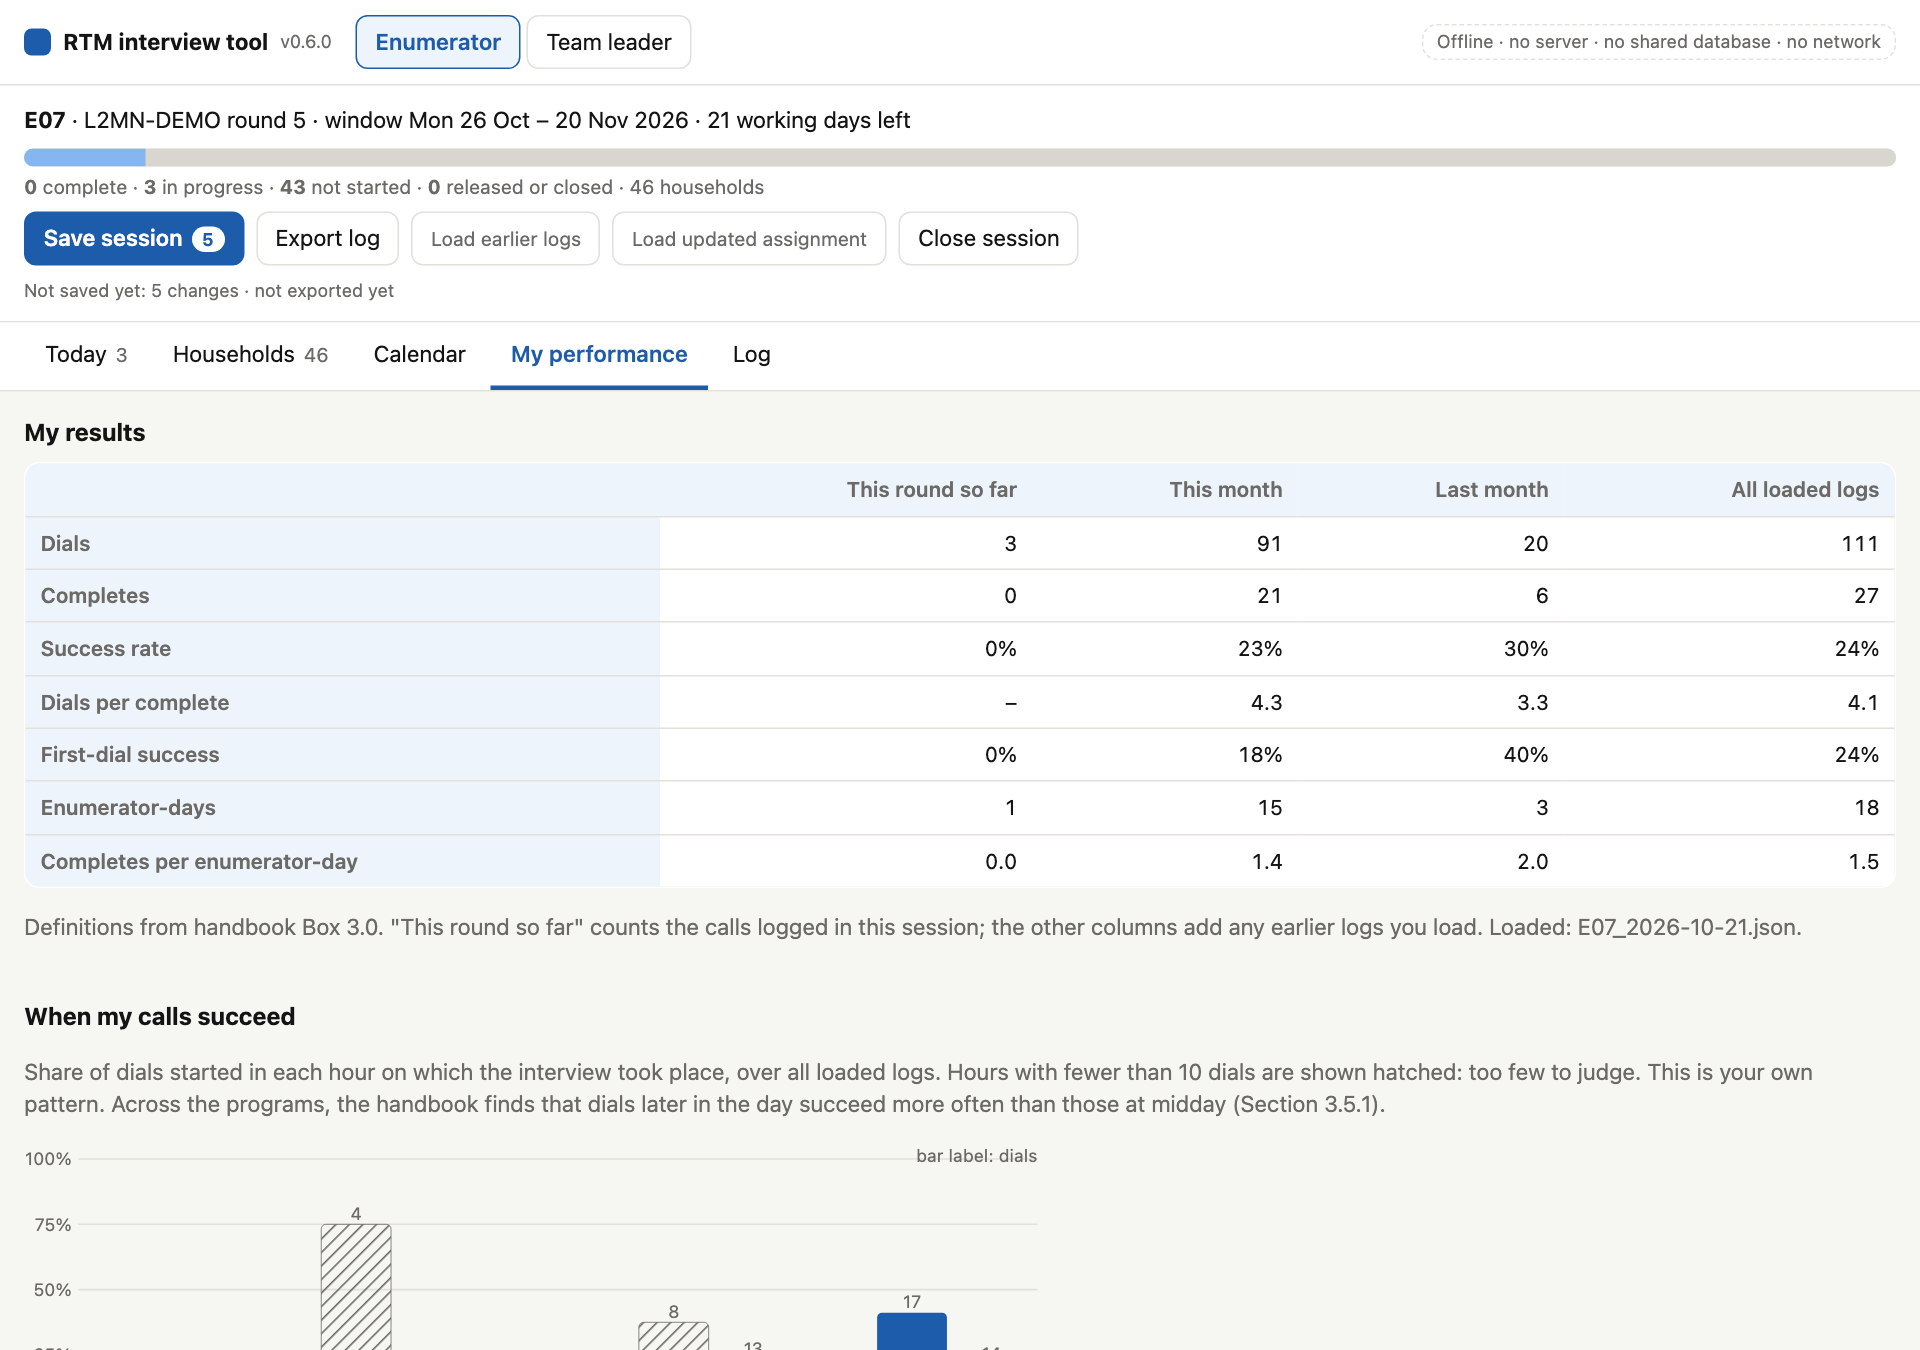 RTM interview tool v0.6.0 Enumerator Team leader Offline · no server · no shared database · no network
E07 · L2MN-DEMO round 5 · window Mon 26 Oct – 20 Nov 2026 · 21 working days left
0 complete · 3 in progress · 43 not started · 0 released or closed · 46 households
Save session 5 Export log Load earlier logs Load updated assignment Close session
Not saved yet: 5 changes · not exported yet
Today 3 Households 46 Calendar My performance Log
My results
This round so far This month Last month All loaded logs
Dials 3 91 20 111
Completes 0 21 6 27
Success rate 0% 23% 30% 24%
Dials per complete – 4.3 3.3 4.1
First-dial success 0% 18% 40% 24%
Enumerator-days 1 15 3 18
Completes per enumerator-day 0.0 1.4 2.0 1.5
Definitions from handbook Box 3.0. "This round so far" counts the calls logged in this session; the other columns add any earlier logs you load. Loaded: E07_2026-10-21.json.
When my calls succeed
Share of dials started in each hour on which the interview took place, over all loaded logs. Hours with fewer than 10 dials are shown hatched: too few to judge. This is your own
pattern. Across the programs, the handbook finds that dials later in the day succeed more often than those at midday (Section 3.5.1).
100% bar label: dials
4
75%
50%
17
8
13